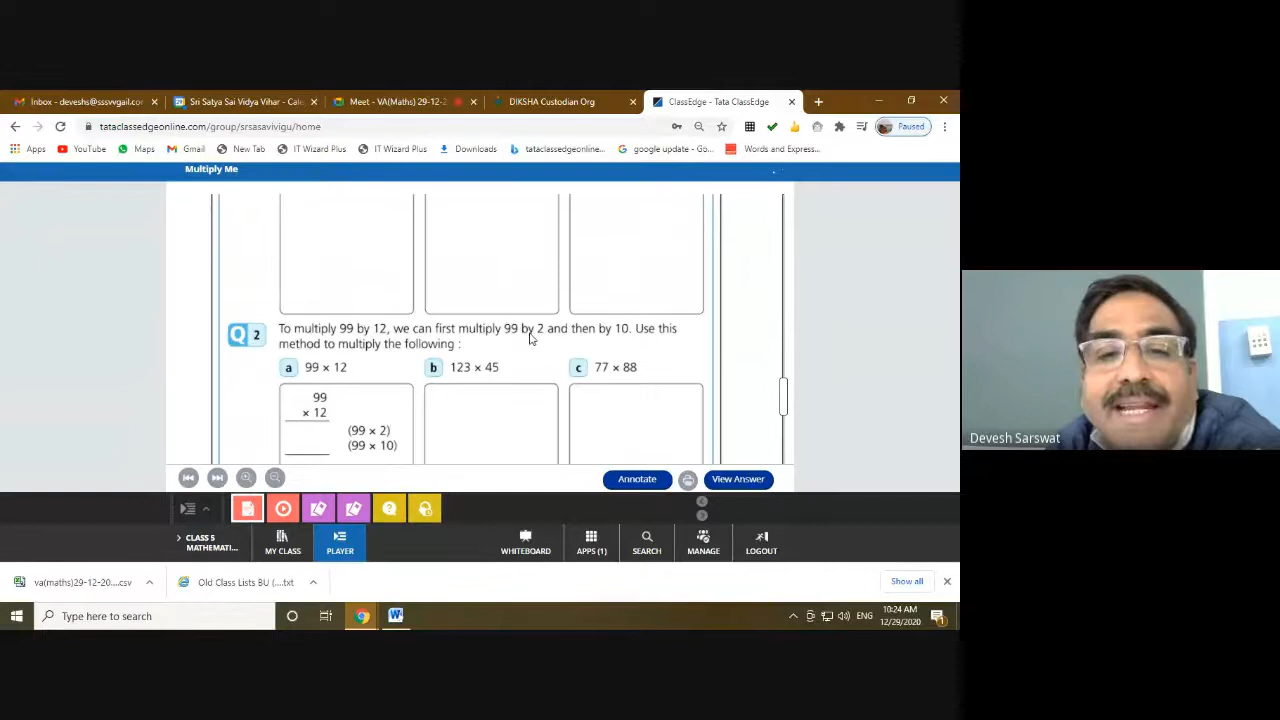 Inbox - deveshs@sssvvgail.co
Sri Satya Sai Vidya Vihar - Cale
Meet - VA(Maths) 29-12-2
DIKSHA Custodian Org
ClassEdge - Tata ClassEdge
tataclassedgeonline.com/group/srsasavivigu/home
Paused
Apps
YouTube
Maps
Gmail
New Tab
IT Wizard Plus
IT Wizard Plus
Downloads
tataclassedgeonline...
google update - Go...
Words and Express...
Multiply Me
Q 2
To multiply 99 by 12, we can first multiply 99 by 2 and then by 10. Use this
method to multiply the following :
a 99 × 12
b 123 × 45
c 77 × 88
99
× 12
(99 × 2)
(99 × 10)
Annotate
View Answer
CLASS 5
MATHEMATI...
MY CLASS
PLAYER
WHITEBOARD
APPS (1)
SEARCH
MANAGE
LOGOUT
va(maths)29-12-20....csv
Old Class Lists BU (....txt
Show all
Type here to search
ENG
10:24 AM
12/29/2020
Devesh Sarswat